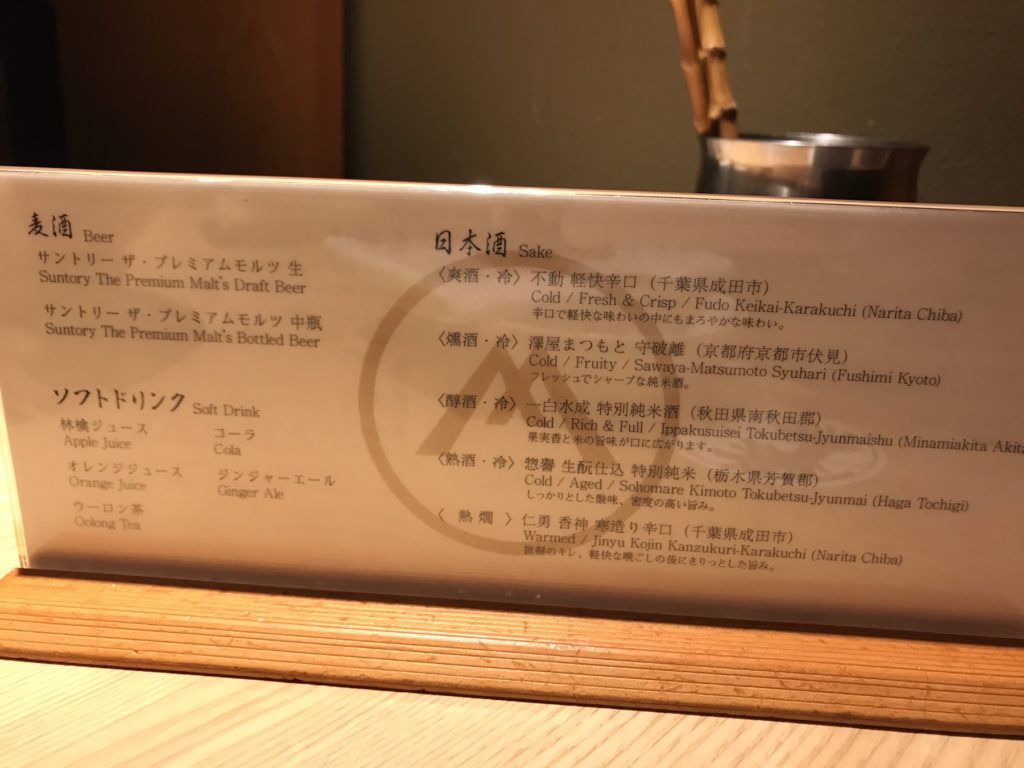 麦酒 Beer
サントリー ザ・プレミアムモルツ 生
Suntory The Premium Malt's Draft Beer
サントリー ザ・プレミアムモルツ 中瓶
Suntory The Premium Malt's Bottled Beer
ソフトドリンク Soft Drink
林檎ジュース
Apple Juice
コーラ
Cola
オレンジジュース
Orange Juice
ジンジャーエール
Ginger Ale
ウーロン茶
Oolong Tea
日本酒 Sake
〈爽酒・冷〉不動 軽快辛口（千葉県成田市）
Cold / Fresh & Crisp / Fudo Keikai-Karakuchi (Narita Chiba)
辛口で軽快な味わいの中にもまろやかな味わい。
〈燻酒・冷〉澤屋まつもと 守破離（京都府京都市伏見）
Cold / Fruity / Sawaya-Matsumoto Syuhari (Fushimi Kyoto)
フレッシュでシャープな純米酒。
〈醇酒・冷〉一白水成 特別純米酒（秋田県南秋田郡）
Cold / Rich & Full / Ippakusuisei Tokubetsu-Jyunmaishu (Minamiakita Akita
果実香と米の旨味が口に広がります。
〈熟酒・冷〉惣譽 生酛仕込 特別純米（栃木県芳賀郡）
Cold / Aged / Sohomare Kimoto Tokubetsu-Jyunmai (Haga Tochigi)
しっかりとした酸味、密度の高い旨み。
〈 熱燗 〉仁勇 香神 寒造り辛口（千葉県成田市）
Warmed / Jinyu Kojin Kanzukuri-Karakuchi (Narita Chiba)
抜群のキレ、軽快な喉ごしの後にきりっとした旨み。